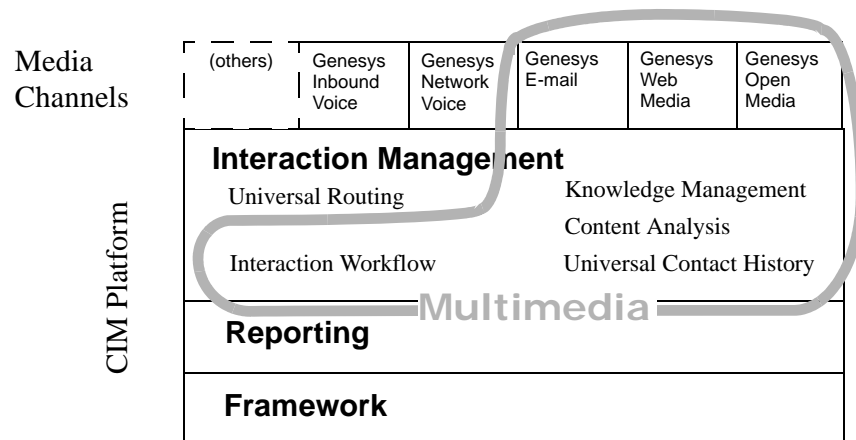 Media
Channels
(others)
Genesys
Inbound
Voice
Genesys
Network
Voice
Genesys
E-mail
Genesys
Web
Media
Genesys
Open
Media
CIM Platform
Interaction Management
Universal Routing
Knowledge Management
Content Analysis
Interaction Workflow
Universal Contact History
Multimedia
Reporting
Framework